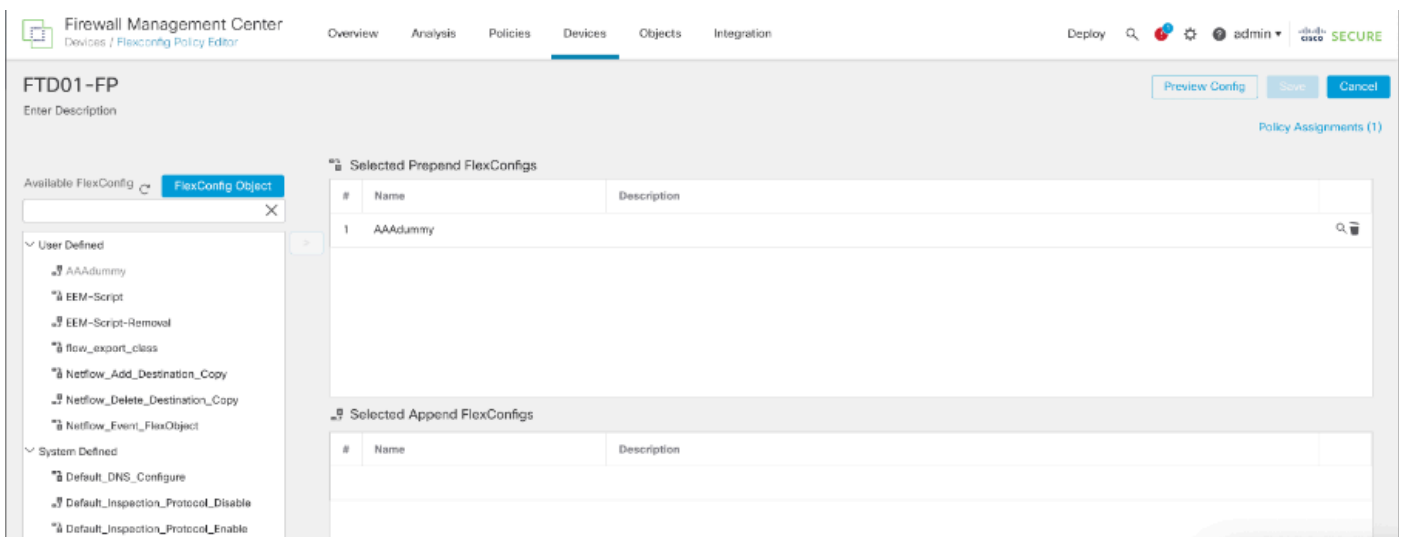 Firewall Management Center
Devices / Flexconfig Policy Editor
Overview Analysis Policies Devices Objects Integration Deploy admin cisco SECURE
FTD01-FP
Enter Description
Preview Config Save Cancel
Policy Assignments (1)
Available FlexConfig FlexConfig Object
User Defined
AAAdummy
EEM-Script
EEM-Script-Removal
flow_export_class
Netflow_Add_Destination_Copy
Netflow_Delete_Destination_Copy
Netflow_Event_FlexObject
System Defined
Default_DNS_Configure
Default_Inspection_Protocol_Disable
Default_Inspection_Protocol_Enable
Selected Prepend FlexConfigs
# Name Description
1 AAAdummy
Selected Append FlexConfigs
# Name Description